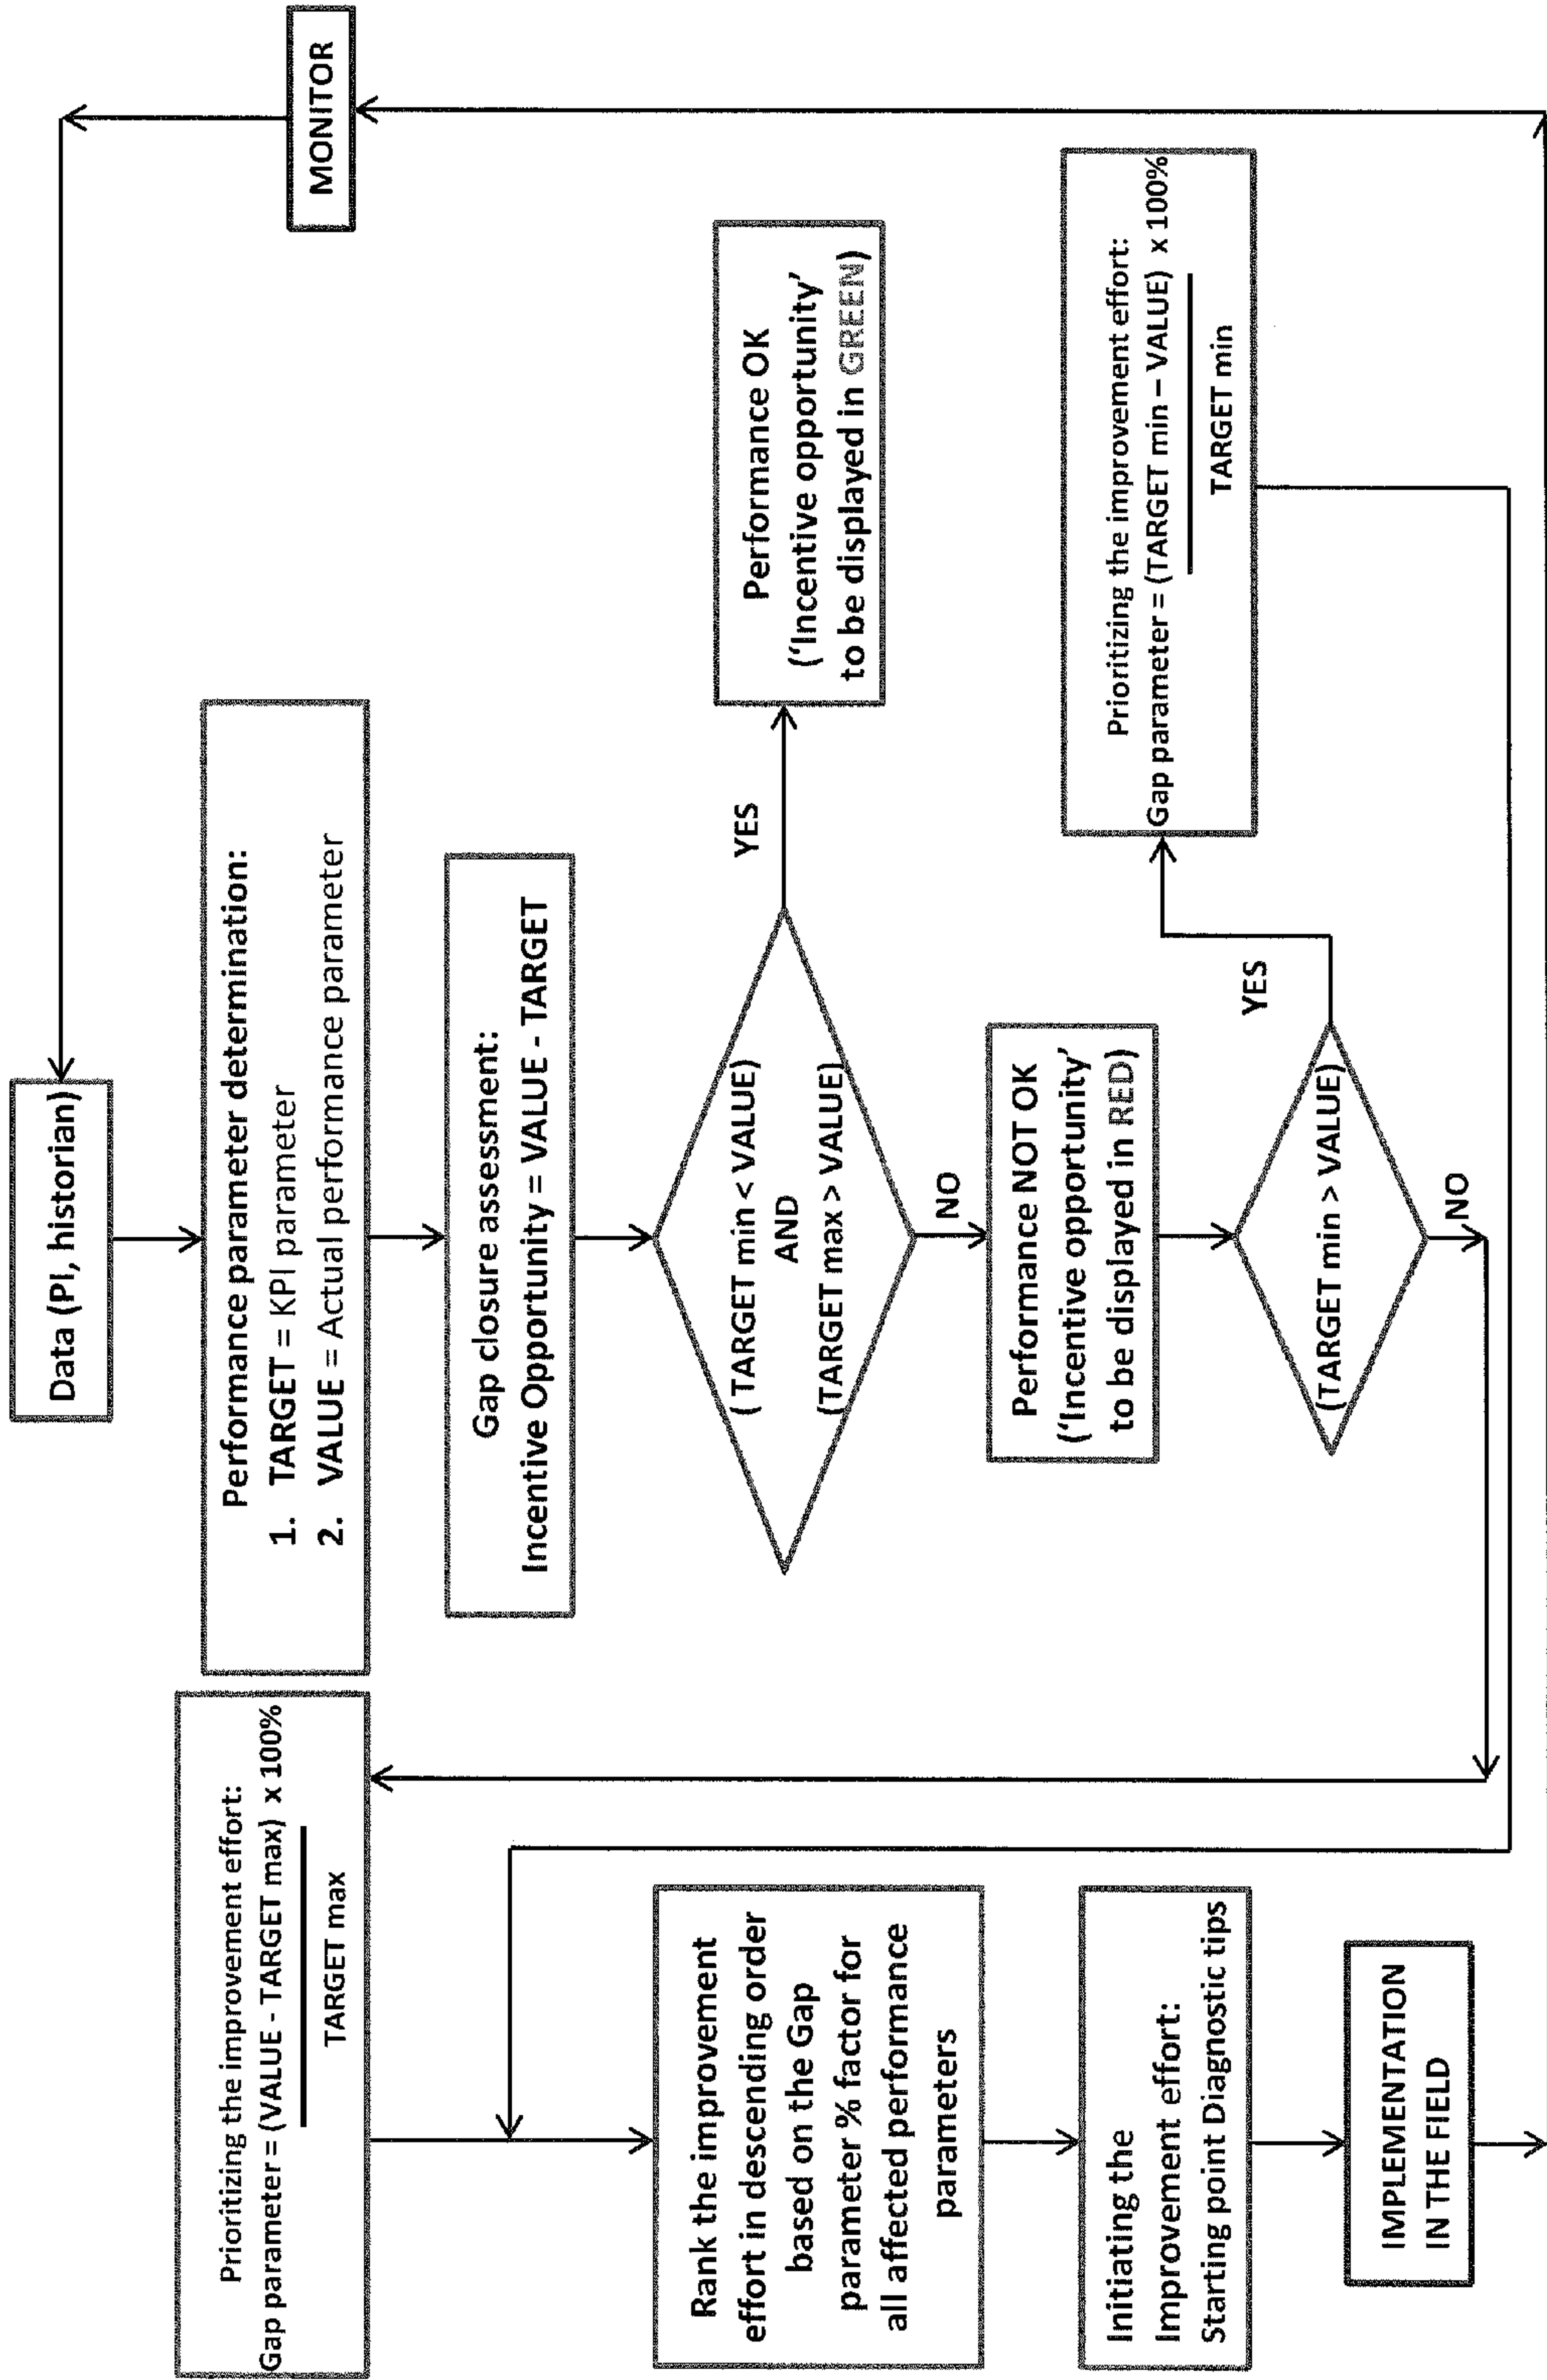 Data (PI, historian)
Performance parameter determination:
1. TARGET = KPI parameter
2. VALUE = Actual performance parameter
Gap closure assessment:
Incentive Opportunity = VALUE - TARGET
( TARGET min < VALUE)
AND
(TARGET max > VALUE)
YES
Performance OK
(‘Incentive opportunity’
to be displayed in GREEN)
NO
Performance NOT OK
(‘Incentive opportunity’
to be displayed in RED)
(TARGET min > VALUE)
YES
Prioritizing the improvement effort:
Gap parameter = (TARGET min – VALUE) x 100%
TARGET min
NO
Prioritizing the improvement effort:
Gap parameter = (VALUE - TARGET max) x 100%
TARGET max
Rank the improvement
effort in descending order
based on the Gap
parameter % factor for
all affected performance
parameters
Initiating the
Improvement effort:
Starting point Diagnostic tips
IMPLEMENTATION
IN THE FIELD
MONITOR